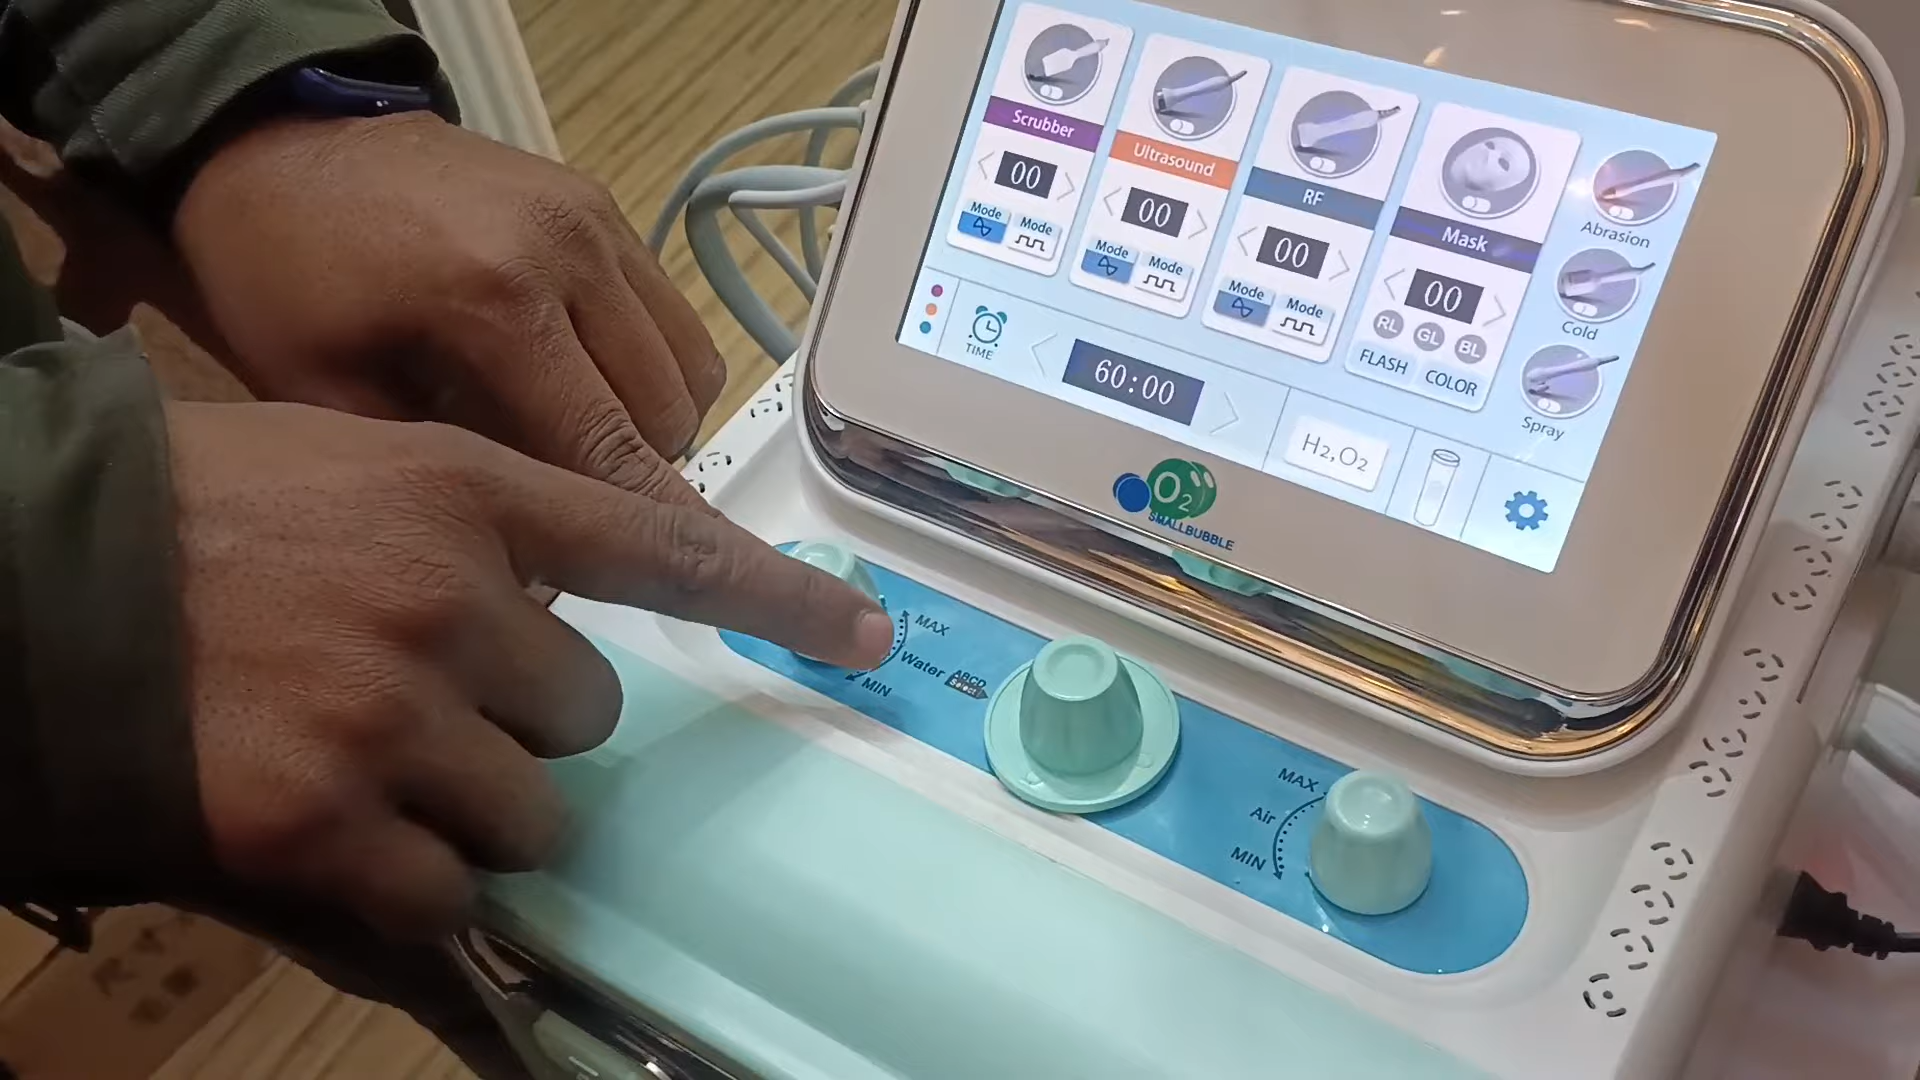 Scrubber
00
Mode
Mode
Ultrasound
00
Mode
Mode
RF
00
Mode
Mode
Mask
00
RL GL BL
FLASH COLOR
Abrasion
Cold
Spray
TIME
60:00
H2,O2
O2
SMALLBUBBLE
MAX
Water
MIN
ABCD
Select
MAX
Air
MIN